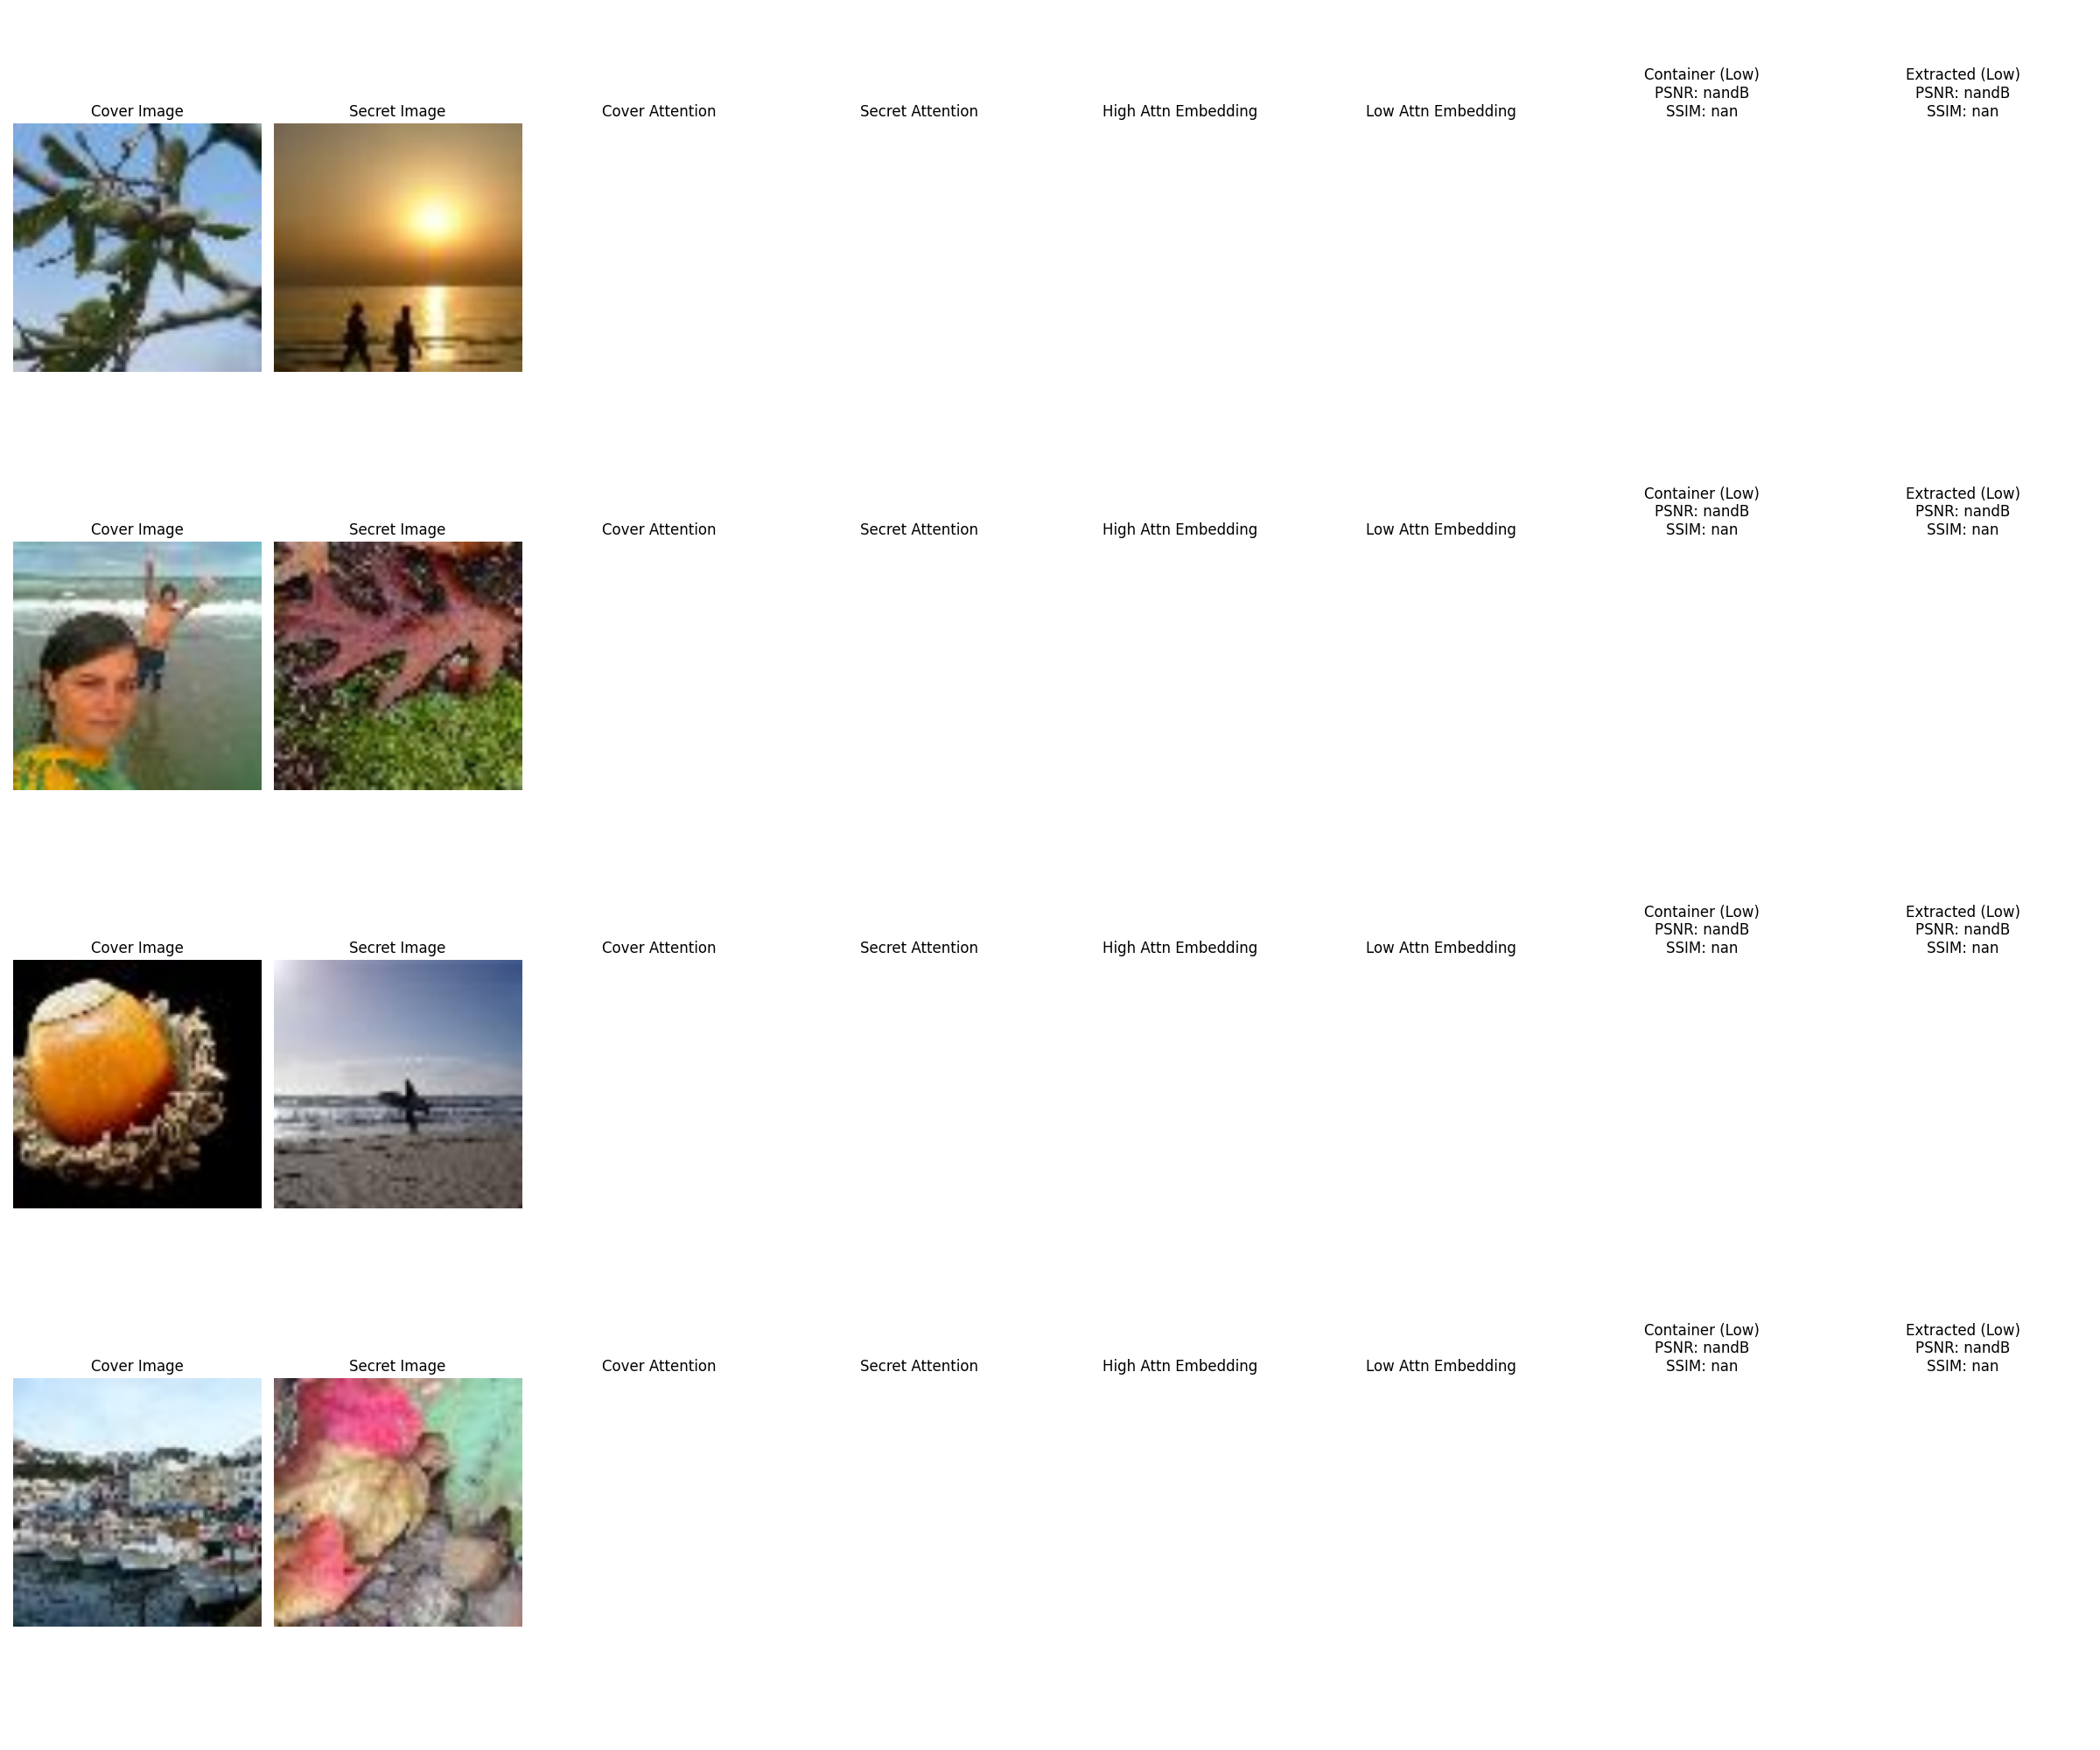 Cover Image
Secret Image
Cover Attention
Secret Attention
High Attn Embedding
Low Attn Embedding
Container (Low)
PSNR: nandB
SSIM: nan
Extracted (Low)
PSNR: nandB
SSIM: nan
Cover Image
Secret Image
Cover Attention
Secret Attention
High Attn Embedding
Low Attn Embedding
Container (Low)
PSNR: nandB
SSIM: nan
Extracted (Low)
PSNR: nandB
SSIM: nan
Cover Image
Secret Image
Cover Attention
Secret Attention
High Attn Embedding
Low Attn Embedding
Container (Low)
PSNR: nandB
SSIM: nan
Extracted (Low)
PSNR: nandB
SSIM: nan
Cover Image
Secret Image
Cover Attention
Secret Attention
High Attn Embedding
Low Attn Embedding
Container (Low)
PSNR: nandB
SSIM: nan
Extracted (Low)
PSNR: nandB
SSIM: nan